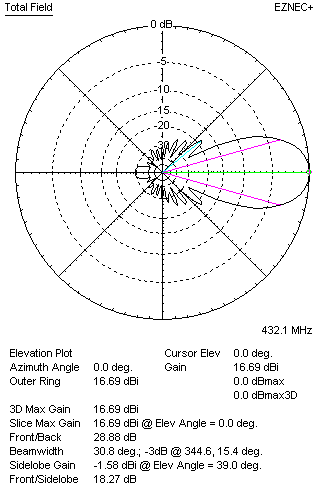 Total Field
EZNEC+
0 dB
-5
-10
-15
-20
-30
432.1 MHz
Elevation Plot
Cursor Elev 0.0 deg.
Azimuth Angle 0.0 deg.
Gain 16.69 dBi
Outer Ring 16.69 dBi
0.0 dBmax
0.0 dBmax3D
3D Max Gain 16.69 dBi
Slice Max Gain 16.69 dBi @ Elev Angle = 0.0 deg.
Front/Back 28.88 dB
Beamwidth 30.8 deg.; -3dB @ 344.6, 15.4 deg.
Sidelobe Gain -1.58 dBi @ Elev Angle = 39.0 deg.
Front/Sidelobe 18.27 dB